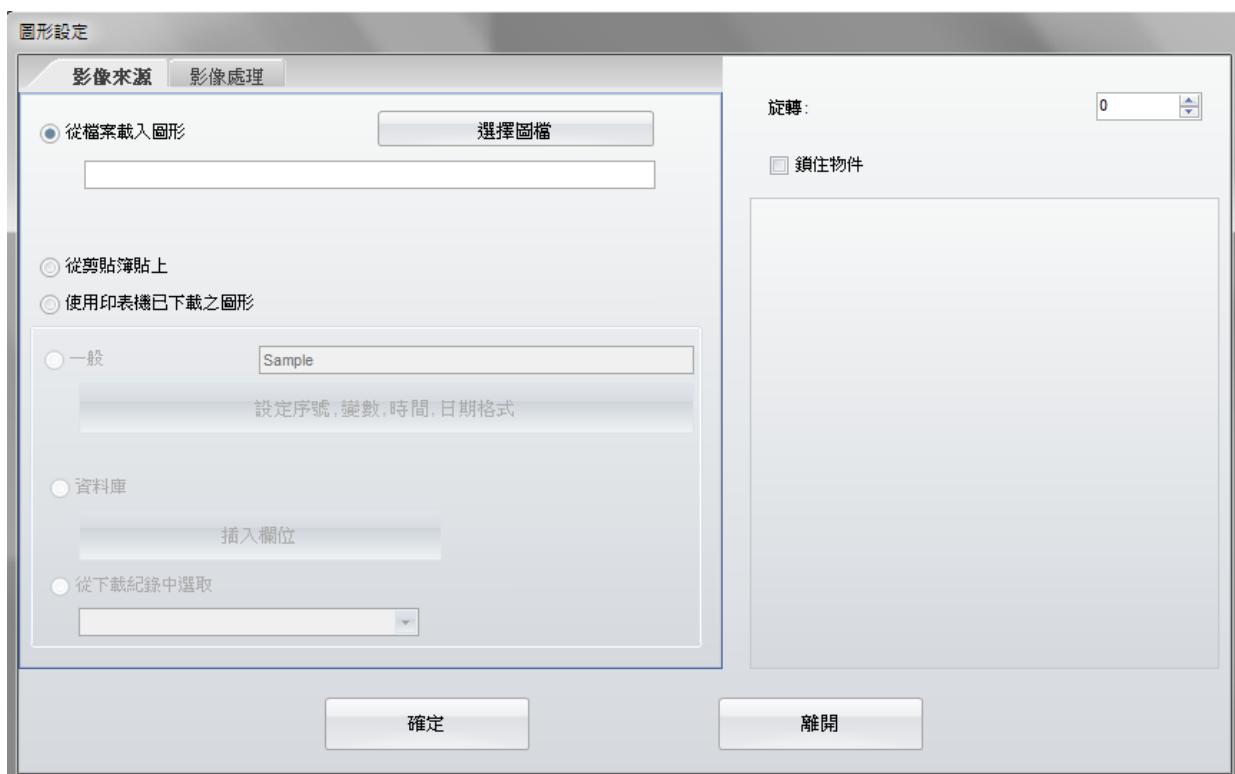 圖形設定
影像來源 影像處理
從檔案載入圖形 選擇圖檔
從剪貼簿貼上
使用印表機已下載之圖形
一般 Sample
設定序號,變數,時間,日期格式
資料庫
插入欄位
從下載紀錄中選取
旋轉: 0
鎖住物件
確定 離開